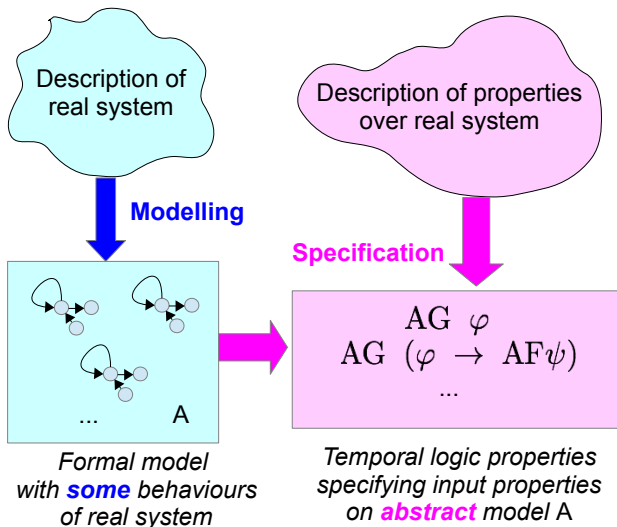 Description of
real system
Description of properties
over real system
Modelling
Specification
AG φ
AG (φ → AFψ)
...
... A
Formal model
with some behaviours
of real system
Temporal logic properties
specifying input properties
on abstract model A